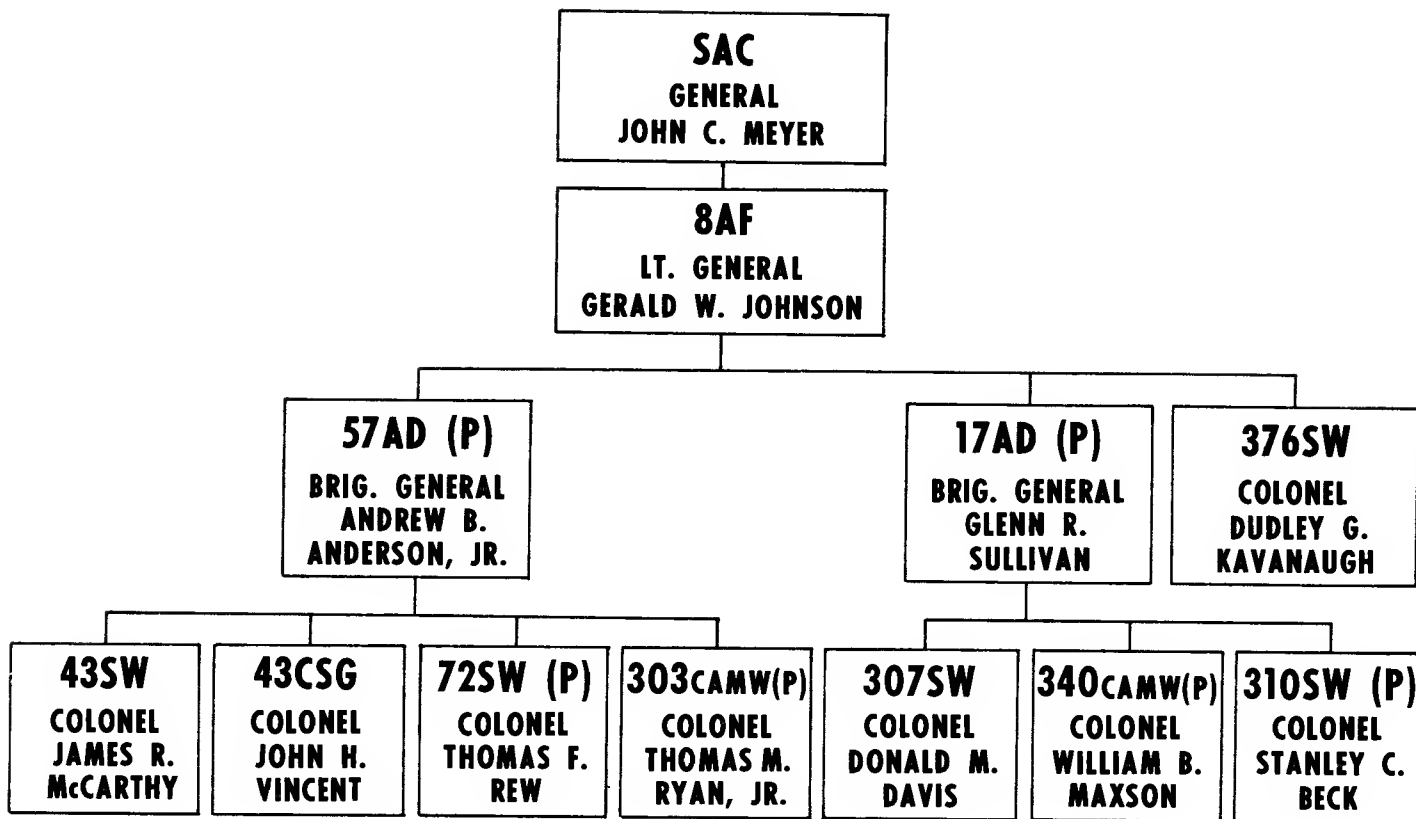 SAC
GENERAL
JOHN C. MEYER
8AF
LT. GENERAL
GERALD W. JOHNSON
57AD (P)
BRIG. GENERAL
ANDREW B.
ANDERSON, JR.
17AD (P)
BRIG. GENERAL
GLENN R.
SULLIVAN
376SW
COLONEL
DUDLEY G.
KAVANAUGH
43SW
COLONEL
JAMES R.
McCARTHY
43CSG
COLONEL
JOHN H.
VINCENT
72SW (P)
COLONEL
THOMAS F.
REW
303CAMW(P)
COLONEL
THOMAS M.
RYAN, JR.
307SW
COLONEL
DONALD M.
DAVIS
340CAMW(P)
COLONEL
WILLIAM B.
MAXSON
310SW (P)
COLONEL
STANLEY C.
BECK